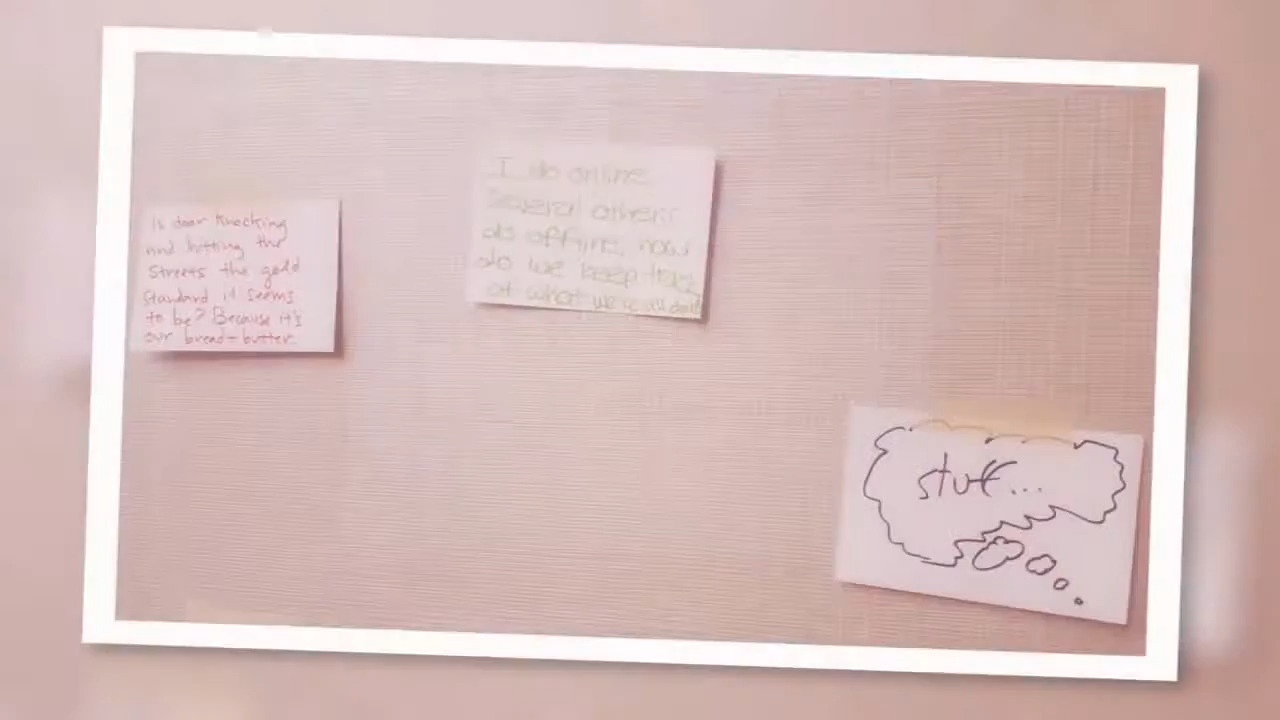 Is door knocking
and hitting the
streets the gold
standard it seems
to be? Because it's
our bread + butter.
I do online
several others
do offline, how
do we keep track
of what we're all doing
stuff...